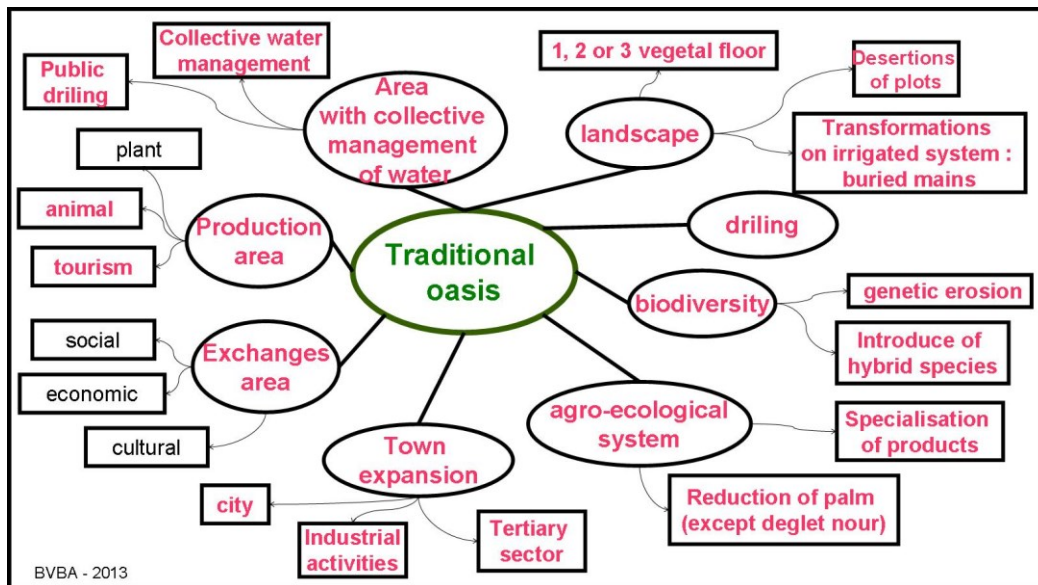 Collective water
management
Public
driling
Area
with collective
management
of water
1, 2 or 3 vegetal floor
landscape
Desertions
of plots
Transformations
on irrigated system :
buried mains
plant
animal
tourism
Production
area
Traditional
oasis
driling
biodiversity
genetic erosion
Introduce of
hybrid species
social
economic
cultural
Exchanges
area
Town
expansion
agro-ecological
system
Specialisation
of products
city
Industrial
activities
Tertiary
sector
Reduction of palm
(except deglet nour)
BVBA - 2013